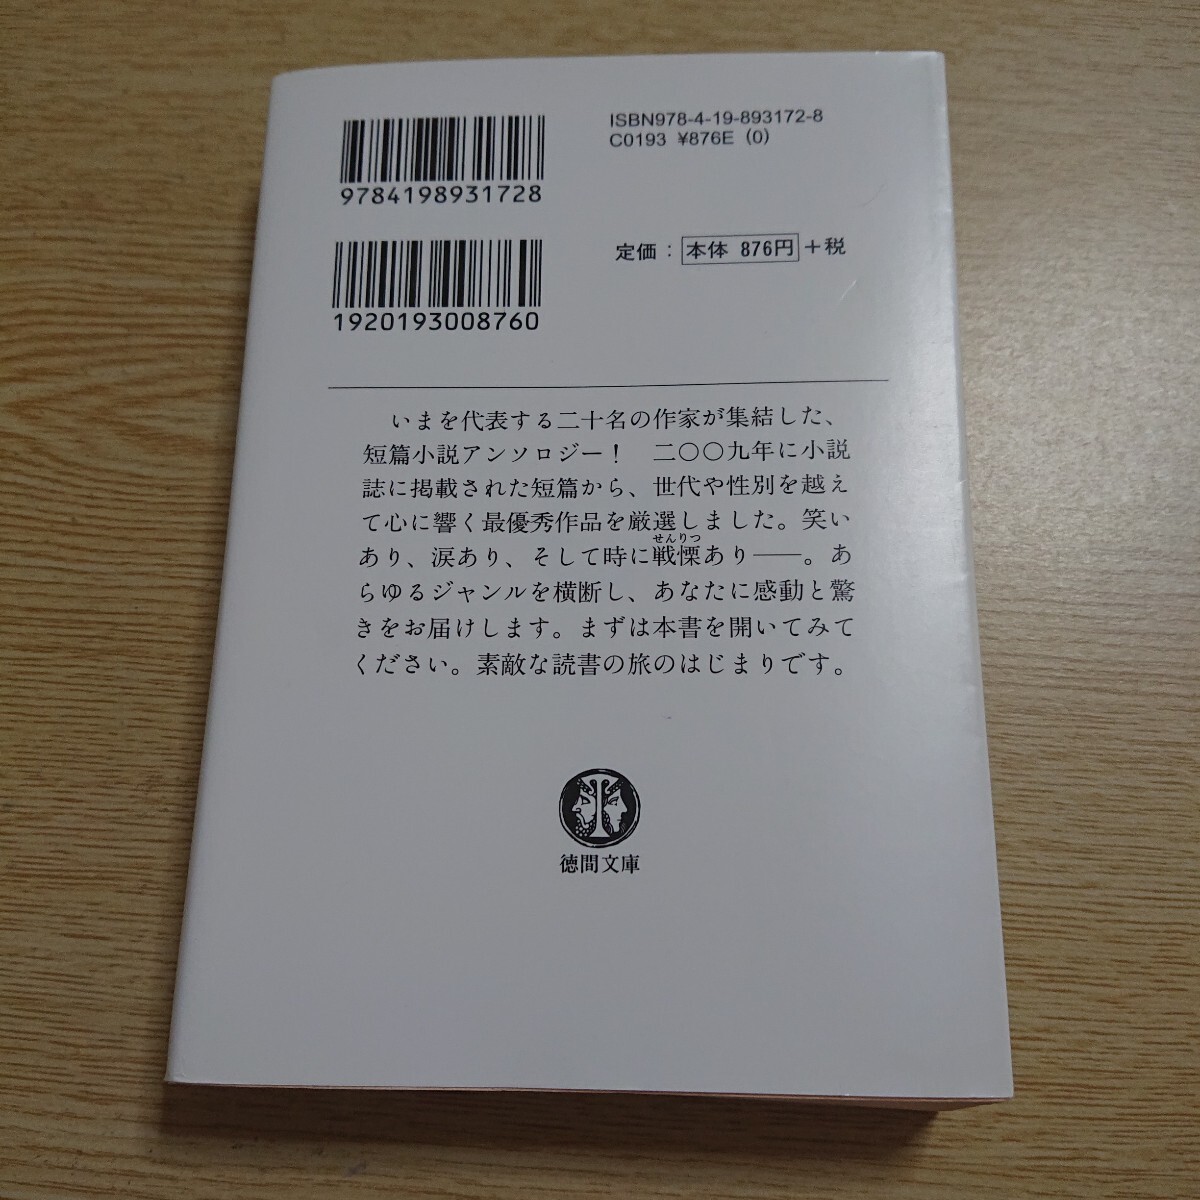 9784198931728
ISBN978-4-19-893172-8
C0193 ¥876E (0)
1920193008760
定価：本体 876円＋税
いまを代表する二十名の作家が集結した、
短篇小説アンソロジー！　二〇〇九年に小説
誌に掲載された短篇から、世代や性別を越え
て心に響く最優秀作品を厳選しました。笑い
せんりつ
あり、涙あり、そして時に戦慄あり――。あ
らゆるジャンルを横断し、あなたに感動と驚
きをお届けします。まずは本書を開いてみて
ください。素敵な読書の旅のはじまりです。
徳間文庫